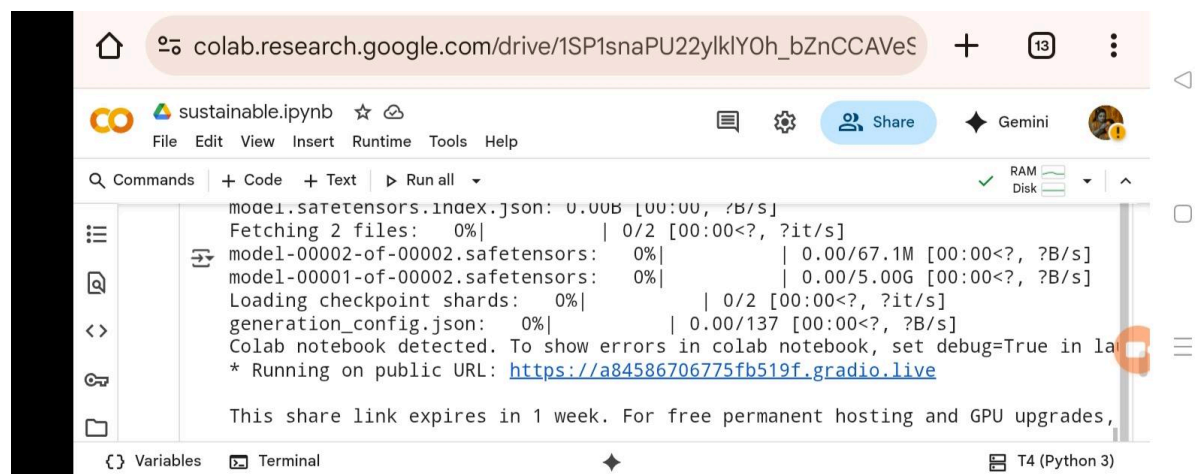 colab.research.google.com/drive/1SP1snaPU22ylklY0h_bZnCCAVeS
13
sustainable.ipynb
File Edit View Insert Runtime Tools Help
Share
Gemini
Commands + Code + Text Run all
RAM
Disk
model.safetensors.index.json: 0.00B [00:00, ?B/s]
Fetching 2 files: 0%| | 0/2 [00:00<?, ?it/s]
model-00002-of-00002.safetensors: 0%| | 0.00/67.1M [00:00<?, ?B/s]
model-00001-of-00002.safetensors: 0%| | 0.00/5.00G [00:00<?, ?B/s]
Loading checkpoint shards: 0%| | 0/2 [00:00<?, ?it/s]
generation_config.json: 0%| | 0.00/137 [00:00<?, ?B/s]
Colab notebook detected. To show errors in colab notebook, set debug=True in la
* Running on public URL: https://a84586706775fb519f.gradio.live
This share link expires in 1 week. For free permanent hosting and GPU upgrades,
{} Variables Terminal T4 (Python 3)